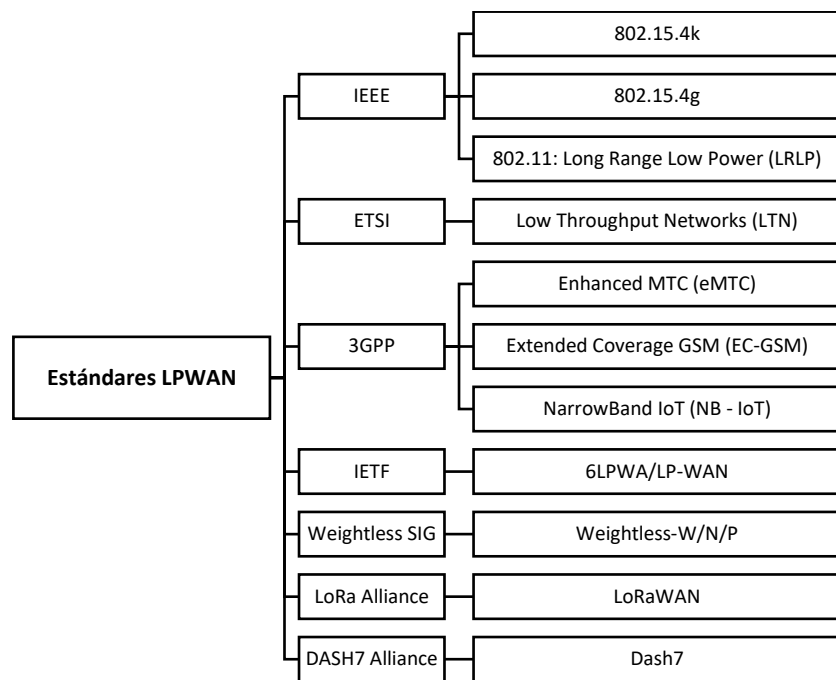 Estándares LPWAN
IEEE
802.15.4k
802.15.4g
802.11: Long Range Low Power (LRLP)
ETSI
Low Throughput Networks (LTN)
3GPP
Enhanced MTC (eMTC)
Extended Coverage GSM (EC-GSM)
NarrowBand IoT (NB - IoT)
IETF
6LPWA/LP-WAN
Weightless SIG
Weightless-W/N/P
LoRa Alliance
LoRaWAN
DASH7 Alliance
Dash7